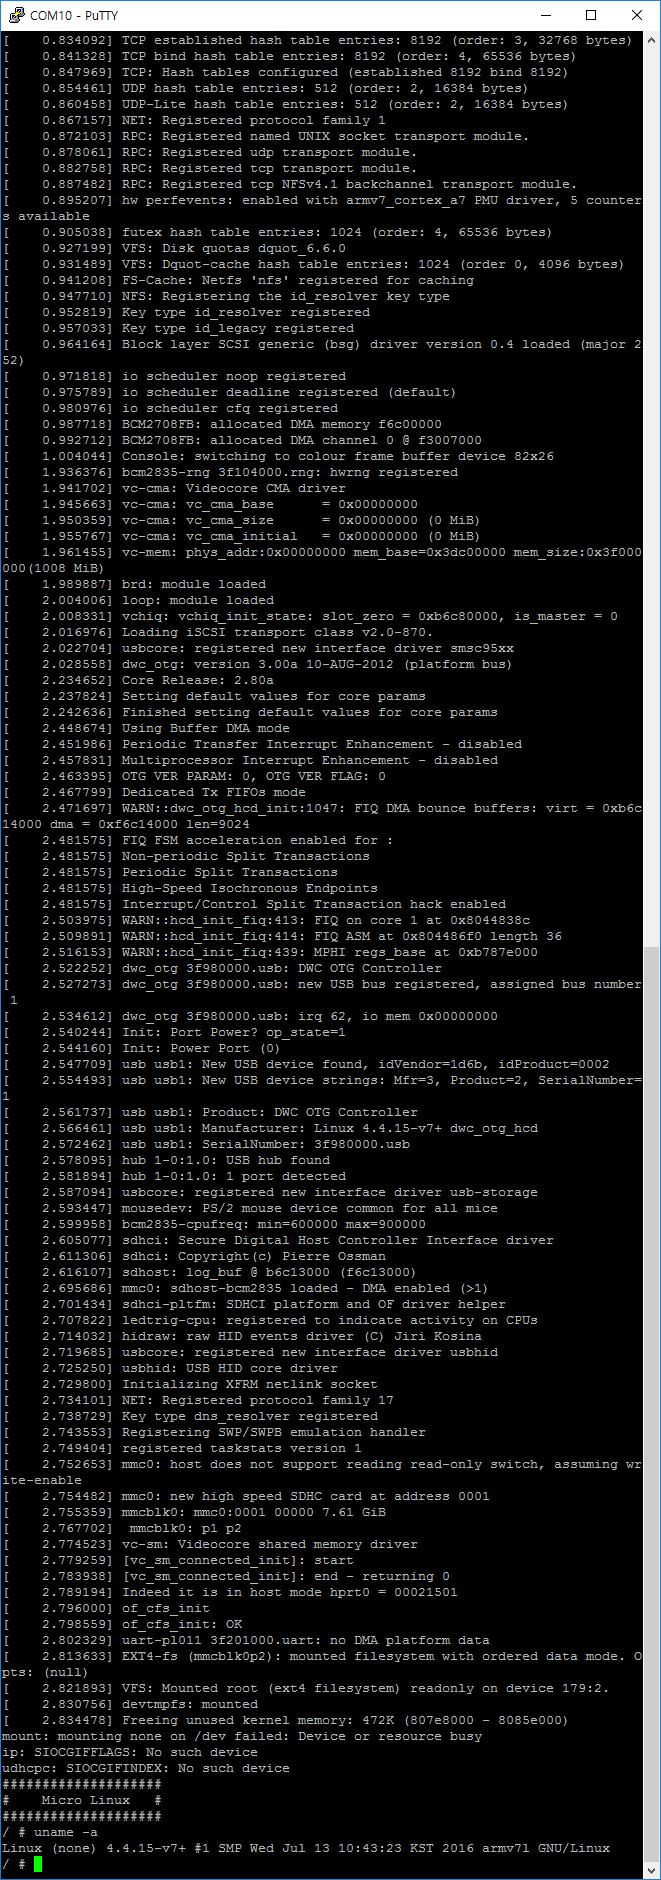 COM10 - PuTTY
[    0.834092] TCP established hash table entries: 8192 (order: 3, 32768 bytes)
[    0.841328] TCP bind hash table entries: 8192 (order: 4, 65536 bytes)
[    0.847969] TCP: Hash tables configured (established 8192 bind 8192)
[    0.854461] UDP hash table entries: 512 (order: 2, 16384 bytes)
[    0.860458] UDP-Lite hash table entries: 512 (order: 2, 16384 bytes)
[    0.867157] NET: Registered protocol family 1
[    0.872103] RPC: Registered named UNIX socket transport module.
[    0.878061] RPC: Registered udp transport module.
[    0.882758] RPC: Registered tcp transport module.
[    0.887482] RPC: Registered tcp NFSv4.1 backchannel transport module.
[    0.895207] hw perfevents: enabled with armv7_cortex_a7 PMU driver, 5 counter
s available
[    0.905038] futex hash table entries: 1024 (order: 4, 65536 bytes)
[    0.927199] VFS: Disk quotas dquot_6.6.0
[    0.931489] VFS: Dquot-cache hash table entries: 1024 (order 0, 4096 bytes)
[    0.941208] FS-Cache: Netfs 'nfs' registered for caching
[    0.947710] NFS: Registering the id_resolver key type
[    0.952819] Key type id_resolver registered
[    0.957033] Key type id_legacy registered
[    0.964164] Block layer SCSI generic (bsg) driver version 0.4 loaded (major 2
52)
[    0.971818] io scheduler noop registered
[    0.975789] io scheduler deadline registered (default)
[    0.980976] io scheduler cfq registered
[    0.987718] BCM2708FB: allocated DMA memory f6c00000
[    0.992712] BCM2708FB: allocated DMA channel 0 @ f3007000
[    1.004044] Console: switching to colour frame buffer device 82x26
[    1.936376] bcm2835-rng 3f104000.rng: hwrng registered
[    1.941702] vc-cma: Videocore CMA driver
[    1.945663] vc-cma: vc_cma_base      = 0x00000000
[    1.950359] vc-cma: vc_cma_size      = 0x00000000 (0 MiB)
[    1.955767] vc-cma: vc_cma_initial   = 0x00000000 (0 MiB)
[    1.961455] vc-mem: phys_addr:0x00000000 mem_base=0x3dc00000 mem_size:0x3f000
000(1008 MiB)
[    1.989887] brd: module loaded
[    2.004006] loop: module loaded
[    2.008331] vchiq: vchiq_init_state: slot_zero = 0xb6c80000, is_master = 0
[    2.016976] Loading iSCSI transport class v2.0-870.
[    2.022704] usbcore: registered new interface driver smsc95xx
[    2.028558] dwc_otg: version 3.00a 10-AUG-2012 (platform bus)
[    2.234652] Core Release: 2.80a
[    2.237824] Setting default values for core params
[    2.242636] Finished setting default values for core params
[    2.448674] Using Buffer DMA mode
[    2.451986] Periodic Transfer Interrupt Enhancement - disabled
[    2.457831] Multiprocessor Interrupt Enhancement - disabled
[    2.463395] OTG VER PARAM: 0, OTG VER FLAG: 0
[    2.467799] Dedicated Tx FIFOs mode
[    2.471697] WARN::dwc_otg_hcd_init:1047: FIQ DMA bounce buffers: virt = 0xb6c
14000 dma = 0xf6c14000 len=9024
[    2.481575] FIQ FSM acceleration enabled for :
[    2.481575] Non-periodic Split Transactions
[    2.481575] Periodic Split Transactions
[    2.481575] High-Speed Isochronous Endpoints
[    2.481575] Interrupt/Control Split Transaction hack enabled
[    2.503975] WARN::hcd_init_fiq:413: FIQ on core 1 at 0x8044838c
[    2.509891] WARN::hcd_init_fiq:414: FIQ ASM at 0x804486f0 length 36
[    2.516153] WARN::hcd_init_fiq:439: MPHI regs_base at 0xb787e000
[    2.522252] dwc_otg 3f980000.usb: DWC OTG Controller
[    2.527273] dwc_otg 3f980000.usb: new USB bus registered, assigned bus number
 1
[    2.534612] dwc_otg 3f980000.usb: irq 62, io mem 0x00000000
[    2.540244] Init: Port Power? op_state=1
[    2.544160] Init: Power Port (0)
[    2.547709] usb usb1: New USB device found, idVendor=1d6b, idProduct=0002
[    2.554493] usb usb1: New USB device strings: Mfr=3, Product=2, SerialNumber=
1
[    2.561737] usb usb1: Product: DWC OTG Controller
[    2.566461] usb usb1: Manufacturer: Linux 4.4.15-v7+ dwc_otg_hcd
[    2.572462] usb usb1: SerialNumber: 3f980000.usb
[    2.578095] hub 1-0:1.0: USB hub found
[    2.581894] hub 1-0:1.0: 1 port detected
[    2.587094] usbcore: registered new interface driver usb-storage
[    2.593447] mousedev: PS/2 mouse device common for all mice
[    2.599958] bcm2835-cpufreq: min=600000 max=900000
[    2.605077] sdhci: Secure Digital Host Controller Interface driver
[    2.611306] sdhci: Copyright(c) Pierre Ossman
[    2.616107] sdhost: log_buf @ b6c13000 (f6c13000)
[    2.695686] mmc0: sdhost-bcm2835 loaded - DMA enabled (>1)
[    2.701434] sdhci-pltfm: SDHCI platform and OF driver helper
[    2.707822] ledtrig-cpu: registered to indicate activity on CPUs
[    2.714032] hidraw: raw HID events driver (C) Jiri Kosina
[    2.719685] usbcore: registered new interface driver usbhid
[    2.725250] usbhid: USB HID core driver
[    2.729800] Initializing XFRM netlink socket
[    2.734101] NET: Registered protocol family 17
[    2.738729] Key type dns_resolver registered
[    2.743553] Registering SWP/SWPB emulation handler
[    2.749404] registered taskstats version 1
[    2.752653] mmc0: host does not support reading read-only switch, assuming wr
ite-enable
[    2.754482] mmc0: new high speed SDHC card at address 0001
[    2.755359] mmcblk0: mmc0:0001 00000 7.61 GiB
[    2.767702]  mmcblk0: p1 p2
[    2.774523] vc-sm: Videocore shared memory driver
[    2.779259] [vc_sm_connected_init]: start
[    2.783938] [vc_sm_connected_init]: end - returning 0
[    2.789194] Indeed it is in host mode hprt0 = 00021501
[    2.796000] of_cfs_init
[    2.798559] of_cfs_init: OK
[    2.802329] uart-pl011 3f201000.uart: no DMA platform data
[    2.813633] EXT4-fs (mmcblk0p2): mounted filesystem with ordered data mode. O
pts: (null)
[    2.821893] VFS: Mounted root (ext4 filesystem) readonly on device 179:2.
[    2.830756] devtmpfs: mounted
[    2.834478] Freeing unused kernel memory: 472K (807e8000 - 8085e000)
mount: mounting none on /dev failed: Device or resource busy
ip: SIOCGIFFLAGS: No such device
udhcpc: SIOCGIFINDEX: No such device
####################
#    Micro Linux   #
####################
/ # uname -a
Linux (none) 4.4.15-v7+ #1 SMP Wed Jul 13 10:43:23 KST 2016 armv7l GNU/Linux
/ #